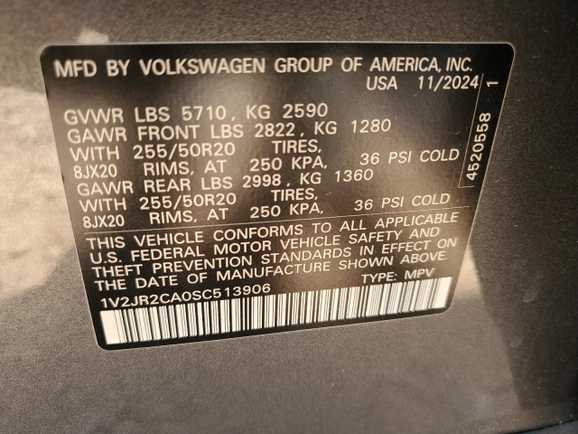 MFD BY VOLKSWAGEN GROUP OF AMERICA, INC.
USA 11/2024
GVWR LBS 5710, KG 2590
GAWR FRONT LBS 2822, KG 1280
WITH 255/50R20 TIRES,
8JX20 RIMS, AT 250 KPA, 36 PSI COLD
GAWR REAR LBS 2998, KG 1360
WITH 255/50R20 TIRES,
8JX20 RIMS, AT 250 KPA, 36 PSI COLD
THIS VEHICLE CONFORMS TO ALL APPLICABLE
U.S. FEDERAL MOTOR VEHICLE SAFETY AND
THEFT PREVENTION STANDARDS IN EFFECT ON
THE DATE OF MANUFACTURE SHOWN ABOVE.
1V2JR2CA0SC513906 TYPE: MPV
4520558 1